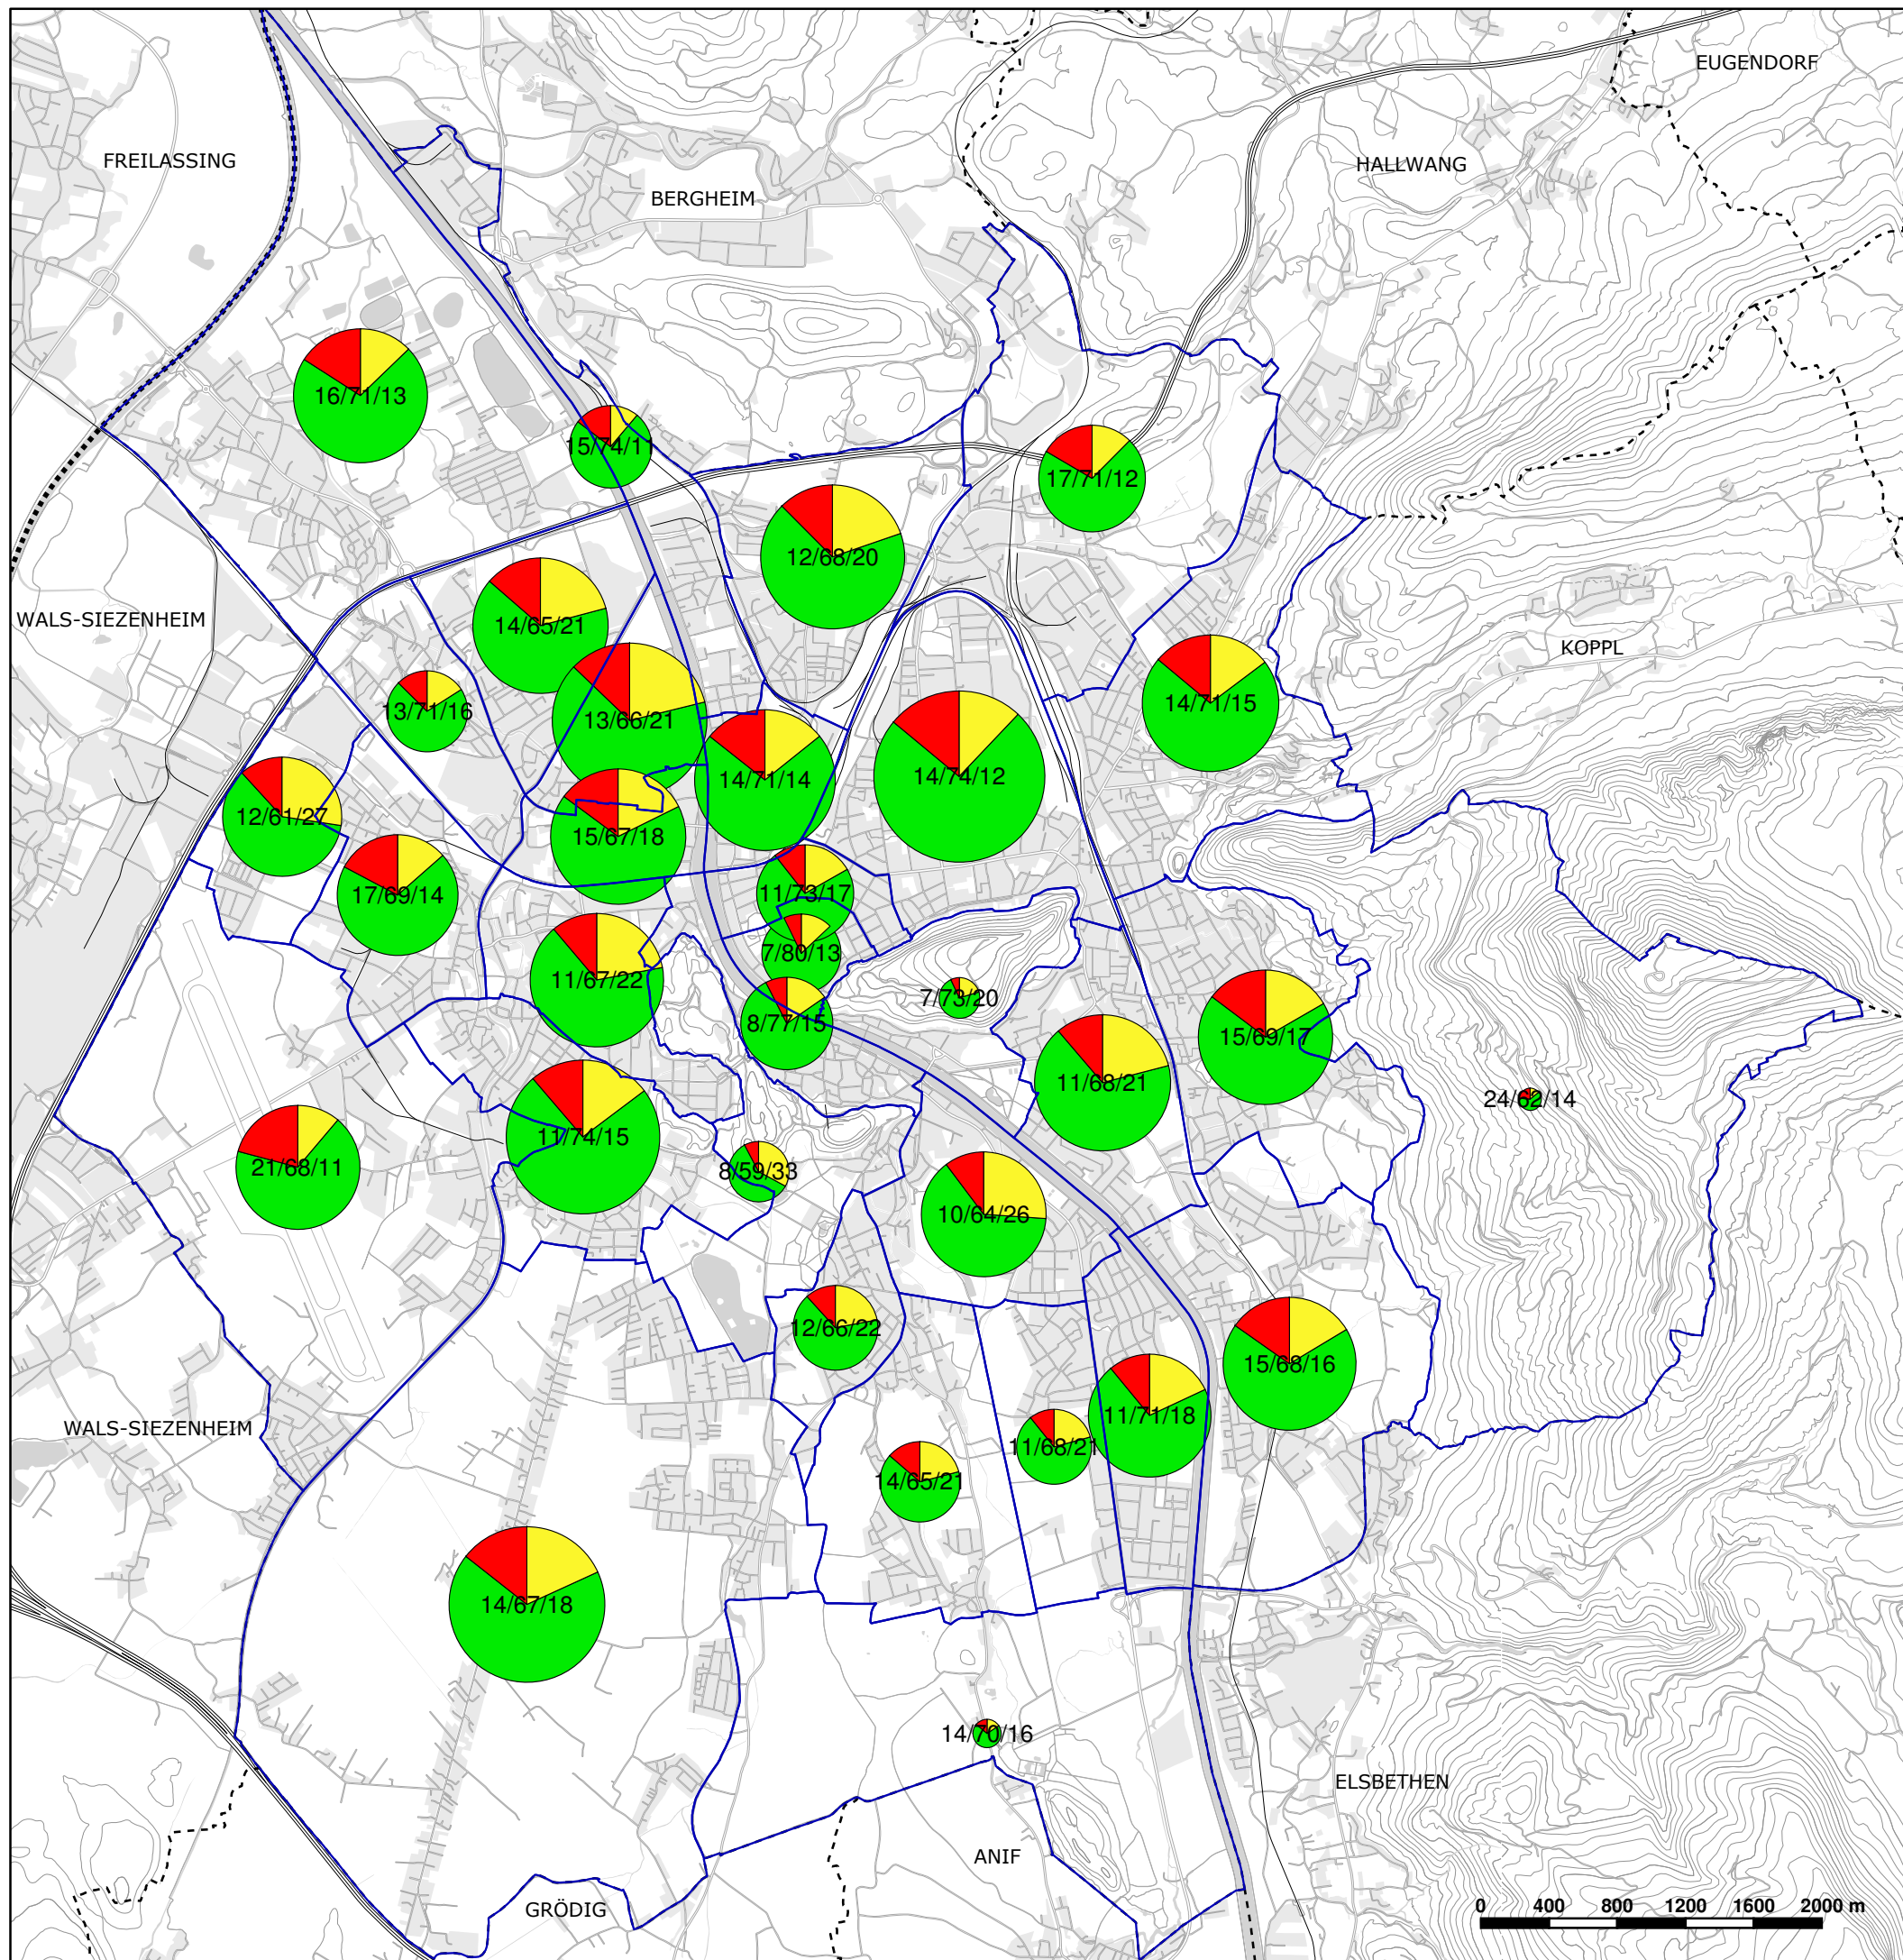 EUGENDORF
FREILASSING
HALLWANG
BERGHEIM
16/71/13
15/74/11
17/71/12
12/68/20
WALS-SIEZENHEIM
14/65/21
KOPPL
13/71/16
13/66/21
14/71/15
14/71/14
14/74/12
12/61/27
15/67/18
17/69/14
11/73/17
7/80/13
11/67/22
7/73/20
8/77/15
15/69/17
11/68/21
24/62/14
11/74/15
21/68/11
8/59/33
10/64/26
12/66/22
15/68/16
11/71/18
WALS-SIEZENHEIM
11/68/21
14/65/21
14/67/18
14/70/16
ELSBETHEN
ANIF
GRÖDIG
0 400 800 1200 1600 2000 m